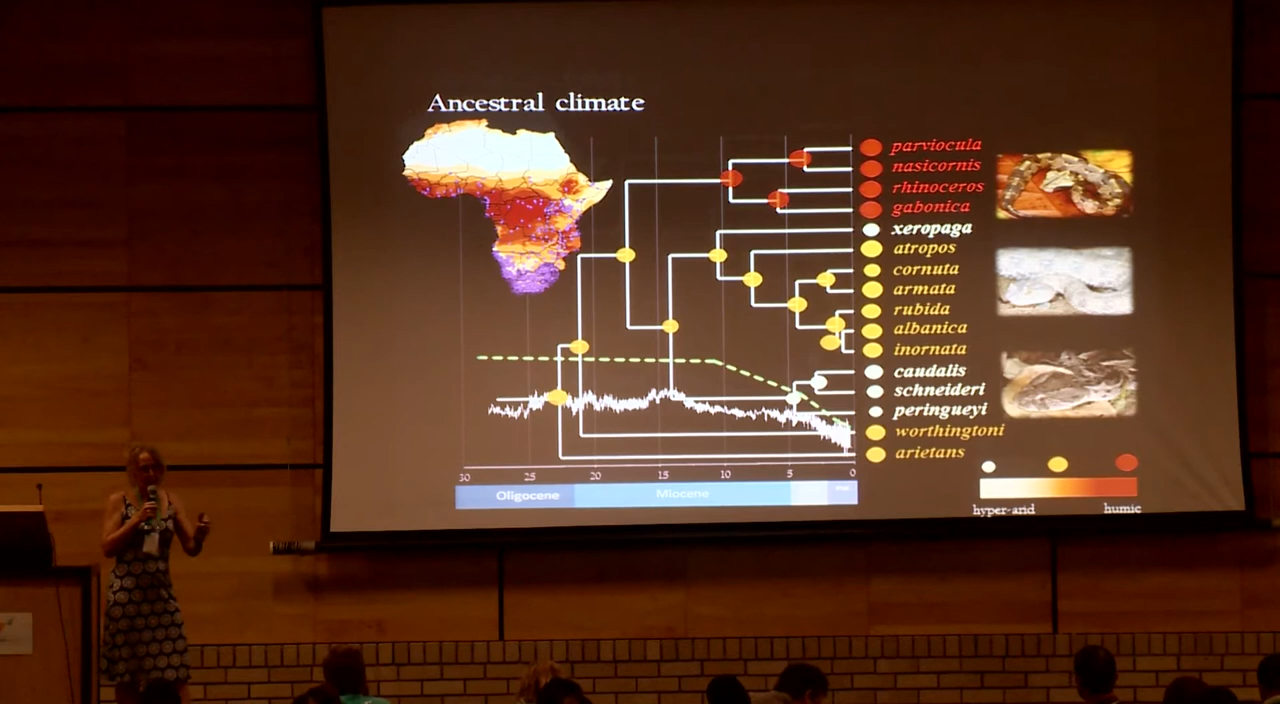 Ancestral climate
parviocula
nasicornis
rhinoceros
gabonica
xeropaga
atropos
cornuta
armata
rubida
albanica
inornata
caudalis
schneideri
peringueyi
worthingtoni
arietans
30 25 20 15 10 5 0
Oligocene Miocene
hyper-arid humic